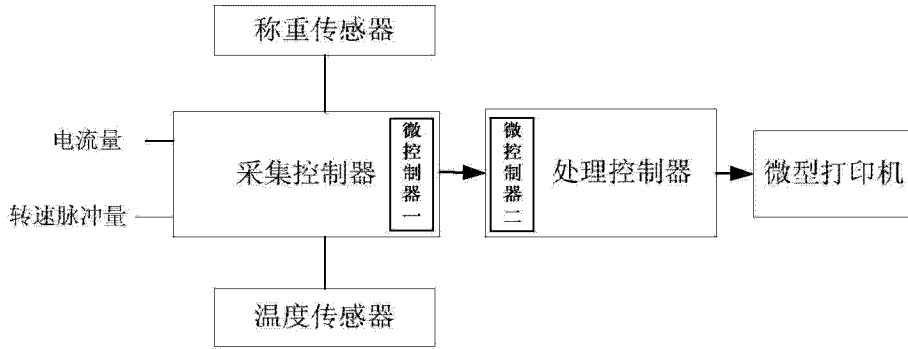 称重传感器
电流量
转速脉冲量
采集控制器
微控制器一
微控制器二
处理控制器
微型打印机
温度传感器